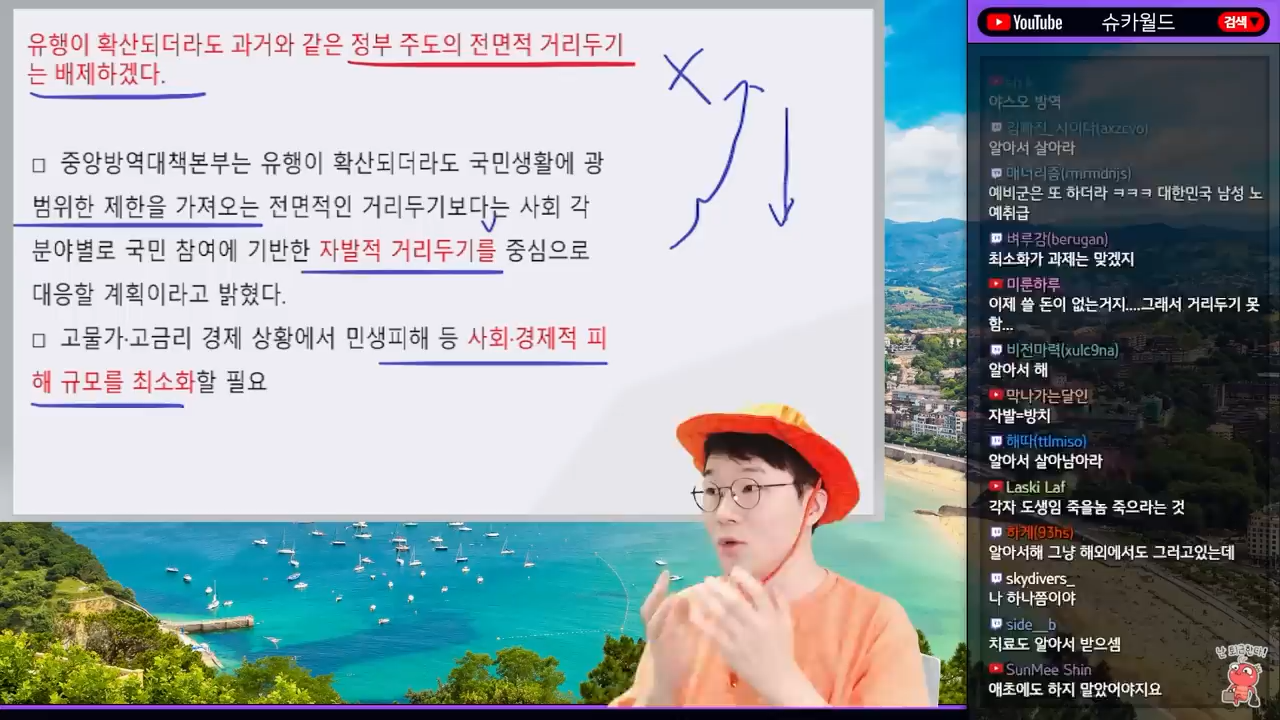 유행이 확산되더라도 과거와 같은 정부 주도의 전면적 거리두기
는 배제하겠다.
□ 중앙방역대책본부는 유행이 확산되더라도 국민생활에 광
범위한 제한을 가져오는 전면적인 거리두기보다는 사회 각
분야별로 국민 참여에 기반한 자발적 거리두기를 중심으로
대응할 계획이라고 밝혔다.
□ 고물가·고금리 경제 상황에서 민생피해 등 사회·경제적 피
해 규모를 최소화할 필요
X
YouTube 슈카월드 검색
야스오 방역
알아서 살아라
예비군은 또 하더라 ㅋㅋㅋ 대한민국 남성 노
예취급
벼루감(berugan)
최소화가 과제는 맞겠지
미룬하루
이제 쓸 돈이 없는거지....그래서 거리두기 못
함...
비전마력(xulc9na)
알아서 해
막나가는달인
자발=방치
해따(ttlmiso)
알아서 살아남아라
Laski Laf
각자 도생임 죽을놈 죽으라는 것
하게(93hs)
알아서해 그냥 해외에서도 그러고있는데
skydivers_
나 하나쯤이야
side__b
치료도 알아서 받으셈
SunMee Shin
애초에도 하지 말았어야지요